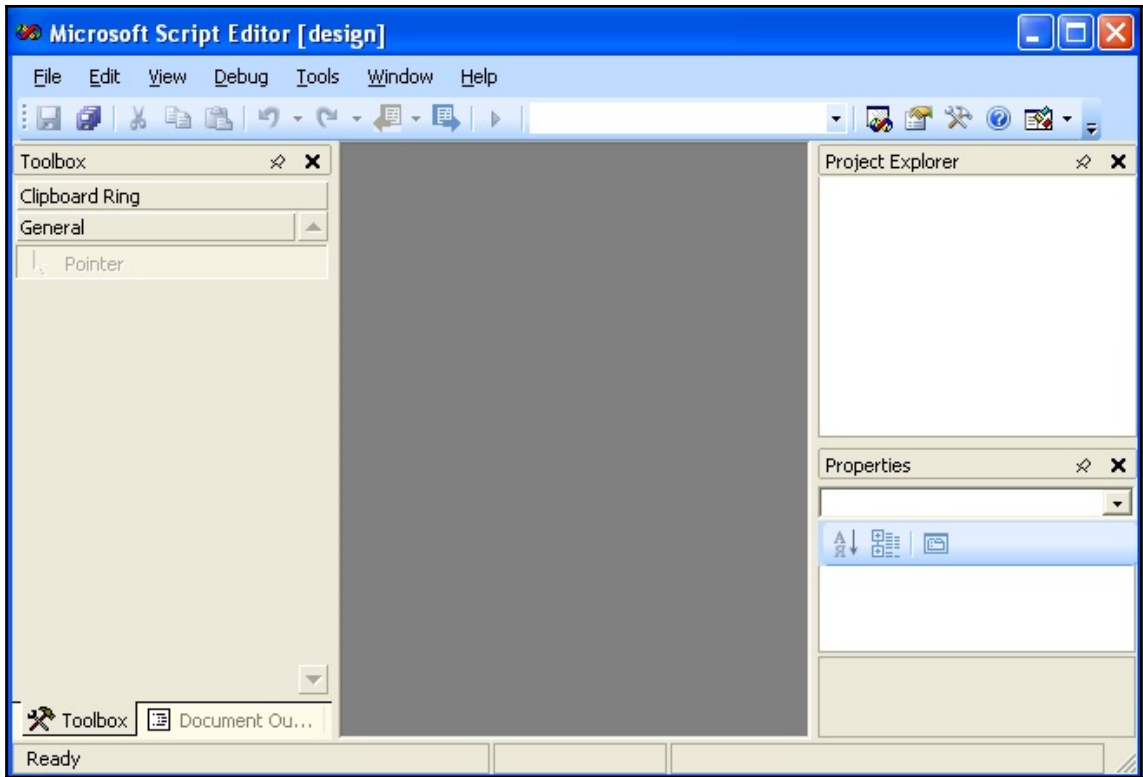 Microsoft Script Editor [design]
File Edit View Debug Tools Window Help
Toolbox
Clipboard Ring
General
Pointer
Project Explorer
Properties
Toolbox
Document Ou...
Ready